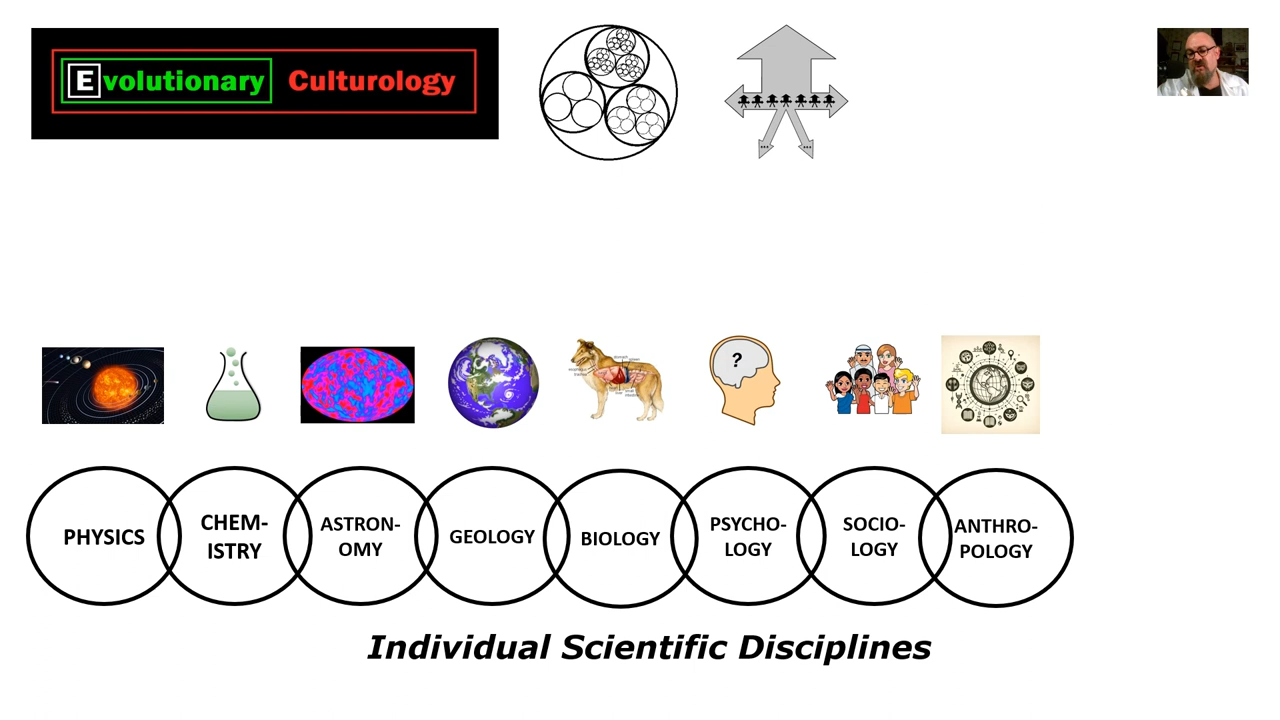 Evolutionary Culturology
?
PHYSICS
CHEM-
ISTRY
ASTRON-
OMY
GEOLOGY
BIOLOGY
PSYCHO-
LOGY
SOCIO-
LOGY
ANTHRO-
POLOGY
Individual Scientific Disciplines